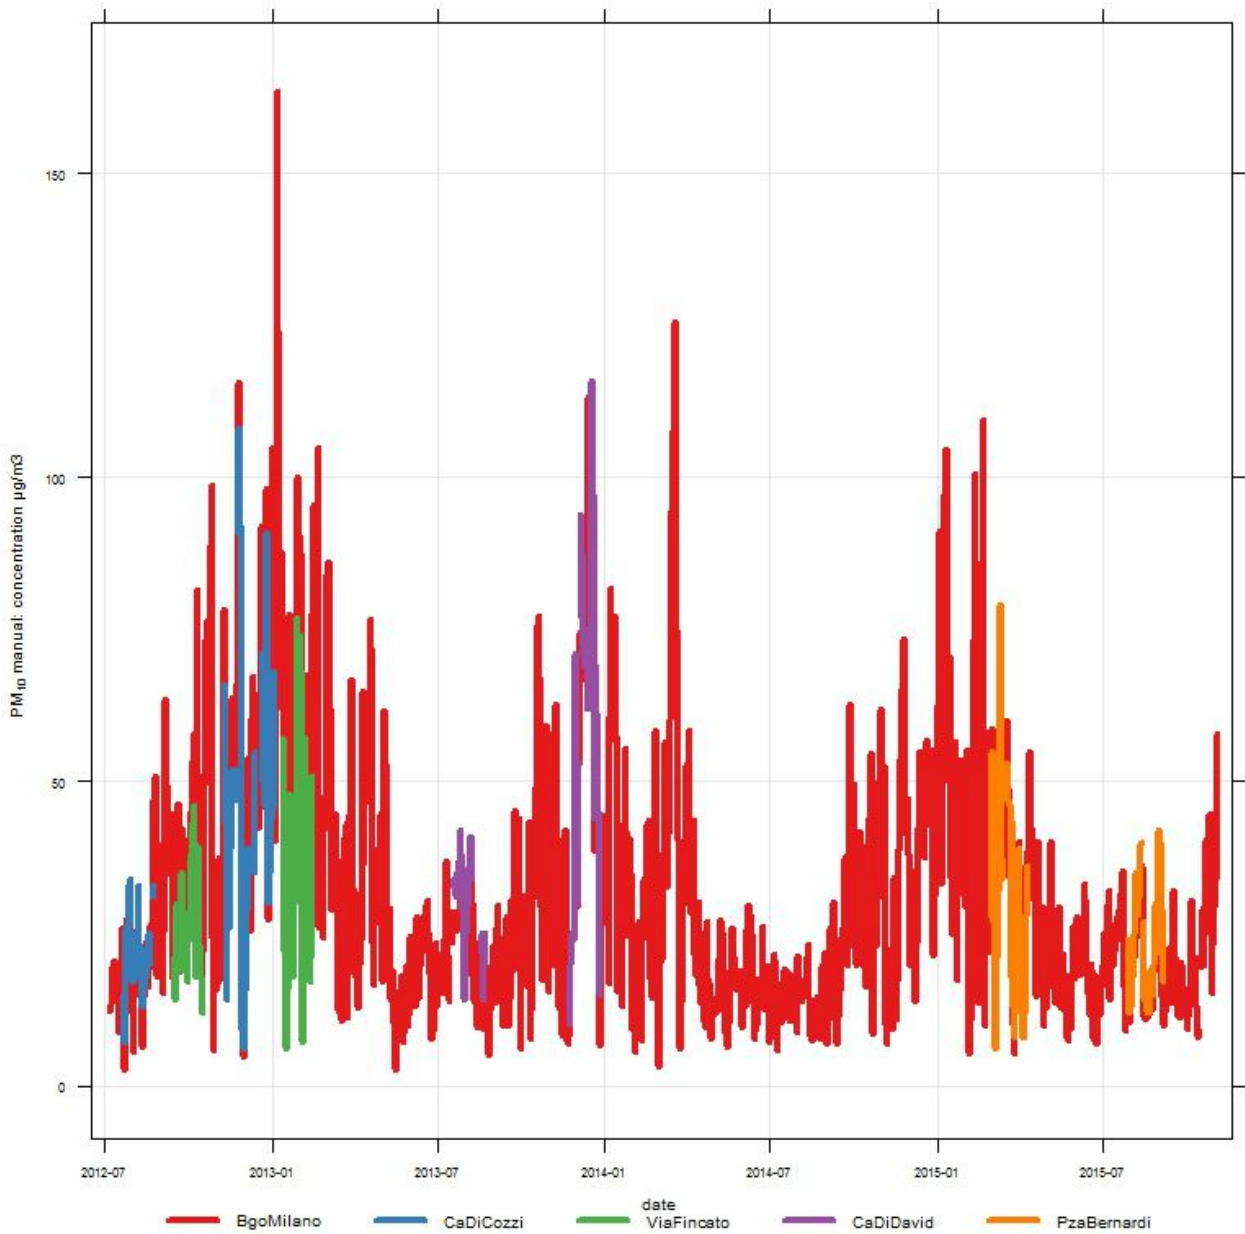 150
100
50
0
PM10 manual: concentration µg/m3
2012-07 2013-01 2013-07 2014-01 2014-07 2015-01 2015-07
date
BgoMilano CaDiCozzi ViaFincato CaDiDavid PzaBernardi